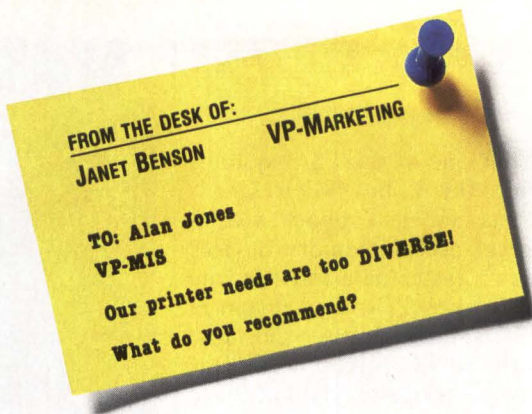 FROM THE DESK OF:
JANET BENSON VP-MARKETING
TO: Alan Jones
VP-MIS
Our printer needs are too DIVERSE!
What do you recommend?